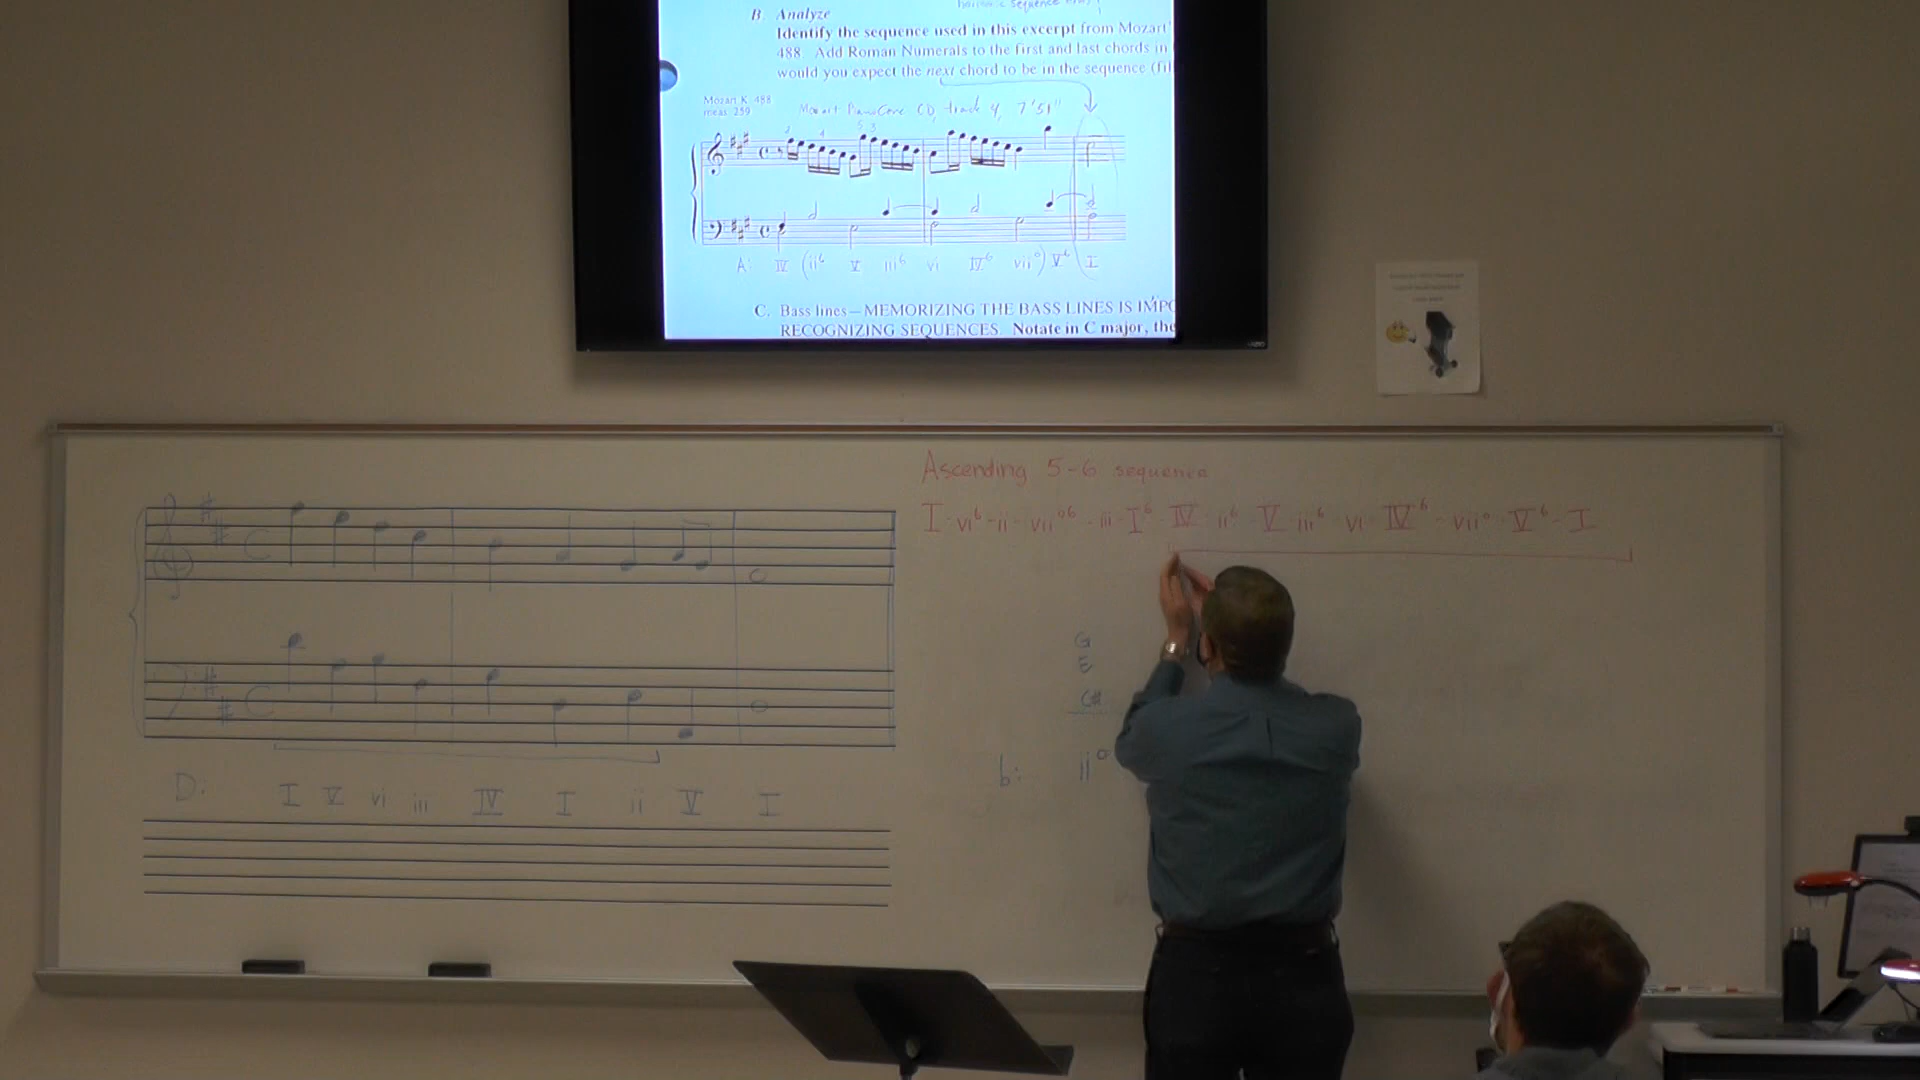 harmonic sequence
B. Analyze
Identify the sequence used in this excerpt from Mozart'
488. Add Roman Numerals to the first and last chords in
would you expect the next chord to be in the sequence (fil
Mozart K. 488
meas. 259
Mozart Piano Conc CD, track 4, 7'51"
A: IV (ii6 V iii6 vi IV6 vii°) V6 I
C. Bass lines—MEMORIZING THE BASS LINES IS IMPO
RECOGNIZING SEQUENCES. Notate in C major, the
Ascending 5-6 sequence
I - vi6 - ii - vii°6 - iii - I6 - IV - ii6 - V iii6 vi - IV6 - vii° - V6 - I
G
E
C#
b: ii°
D: I V vi iii IV I ii V I